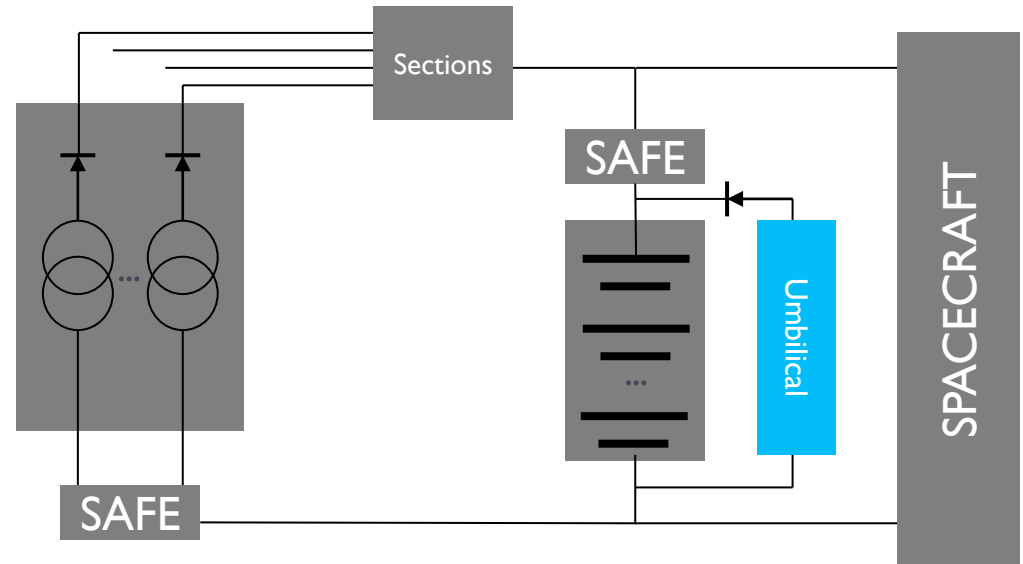 Sections
SAFE
SPACECRAFT
...
Umbilical
...
SAFE